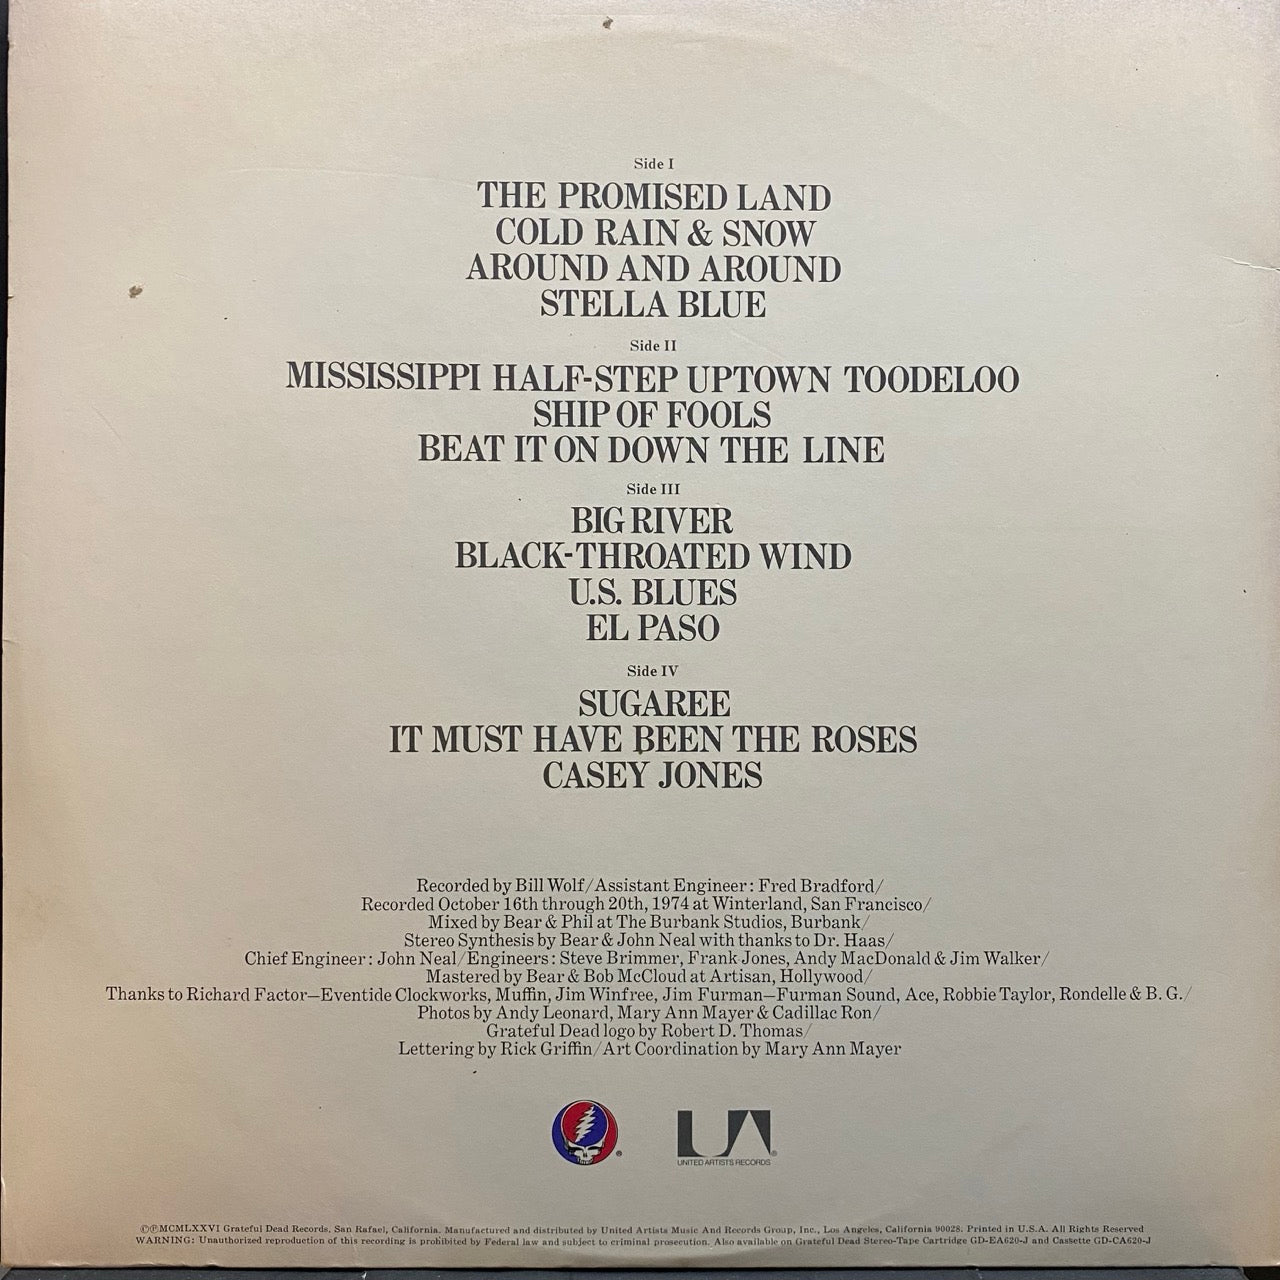 Side I
THE PROMISED LAND
COLD RAIN & SNOW
AROUND AND AROUND
STELLA BLUE
Side II
MISSISSIPPI HALF-STEP UPTOWN TOODELOO
SHIP OF FOOLS
BEAT IT ON DOWN THE LINE
Side III
BIG RIVER
BLACK-THROATED WIND
U.S. BLUES
EL PASO
Side IV
SUGAREE
IT MUST HAVE BEEN THE ROSES
CASEY JONES
Recorded by Bill Wolf/Assistant Engineer: Fred Bradford/
Recorded October 16th through 20th, 1974 at Winterland, San Francisco/
Mixed by Bear & Phil at The Burbank Studios, Burbank/
Stereo Synthesis by Bear & John Neal with thanks to Dr. Haas/
Chief Engineer: John Neal/Engineers: Steve Brimmer, Frank Jones, Andy MacDonald & Jim Walker/
Mastered by Bear & Bob McCloud at Artisan, Hollywood/
Thanks to Richard Factor—Eventide Clockworks, Muffin, Jim Winfree, Jim Furman—Furman Sound, Ace, Robbie Taylor, Rondelle & B. G./
Photos by Andy Leonard, Mary Ann Mayer & Cadillac Ron/
Grateful Dead logo by Robert D. Thomas/
Lettering by Rick Griffin/Art Coordination by Mary Ann Mayer
® UA ®
UNITED ARTISTS RECORDS
©℗MCMLXXVI Grateful Dead Records, San Rafael, California. Manufactured and distributed by United Artists Music And Records Group, Inc., Los Angeles, California 90028. Printed in U.S.A. All Rights Reserved
WARNING: Unauthorized reproduction of this recording is prohibited by Federal law and subject to criminal prosecution. Also available on Grateful Dead Stereo-Tape Cartridge GD-EA620-J and Cassette GD-CA620-J